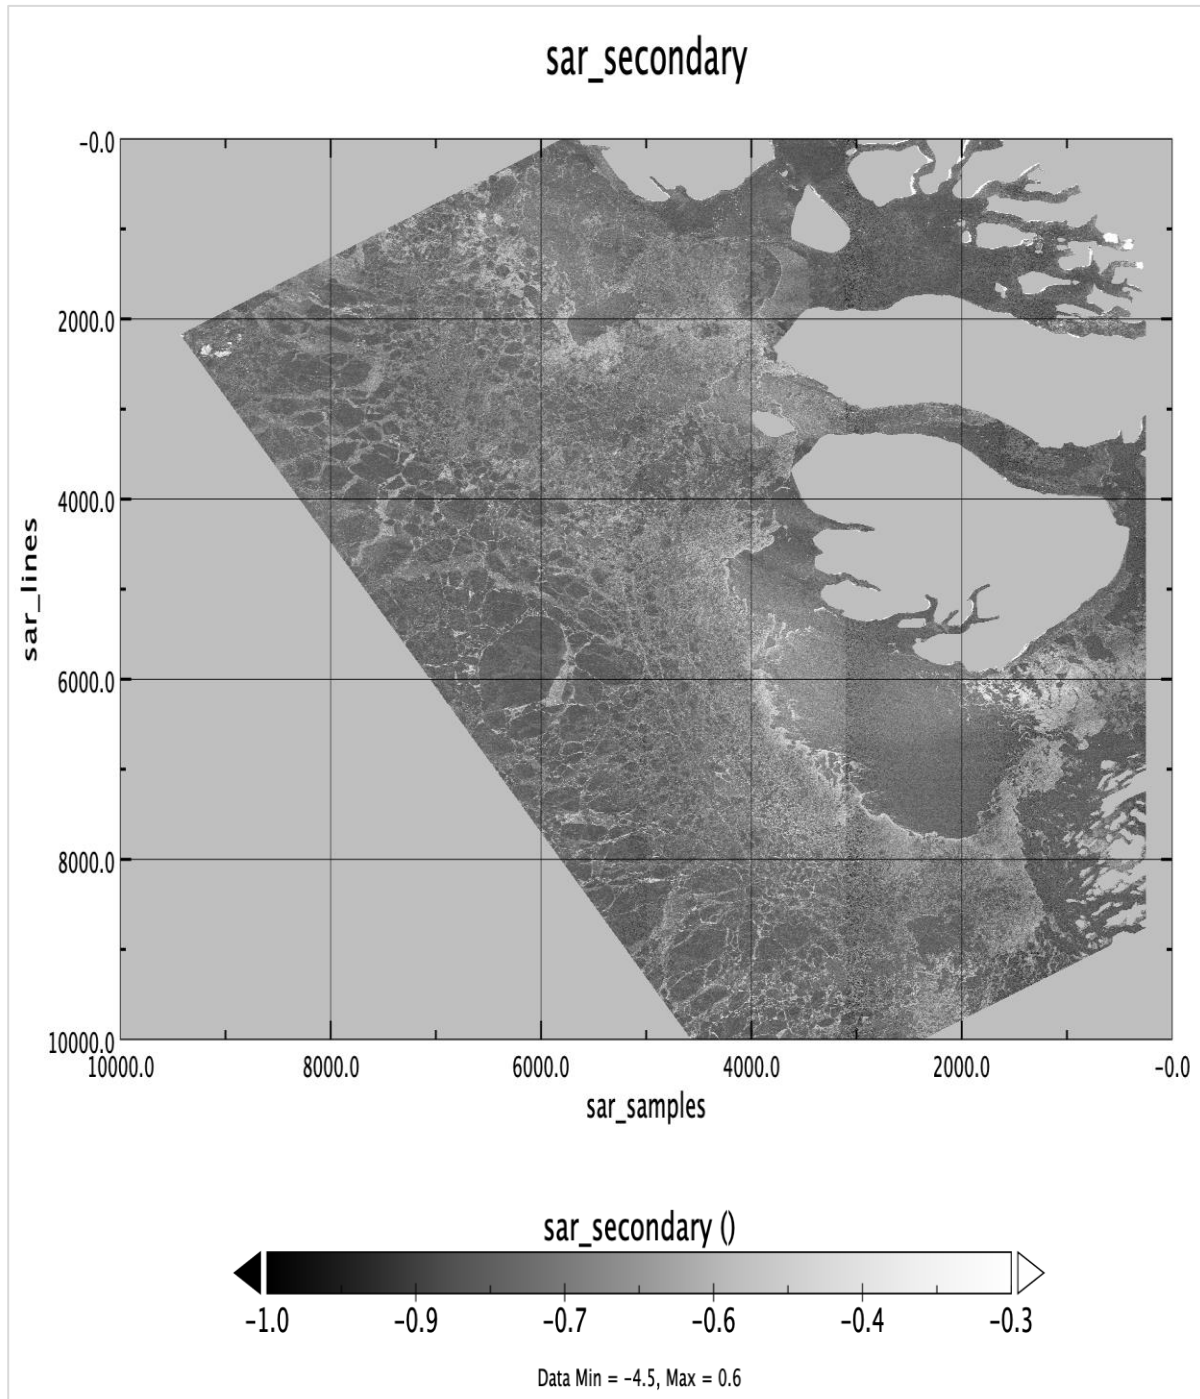 sar_secondary
-0.0
2000.0
4000.0
6000.0
8000.0
10000.0
sar_lines
10000.0 8000.0 6000.0 4000.0 2000.0 -0.0
sar_samples
sar_secondary ()
-1.0 -0.9 -0.7 -0.6 -0.4 -0.3
Data Min = -4.5, Max = 0.6